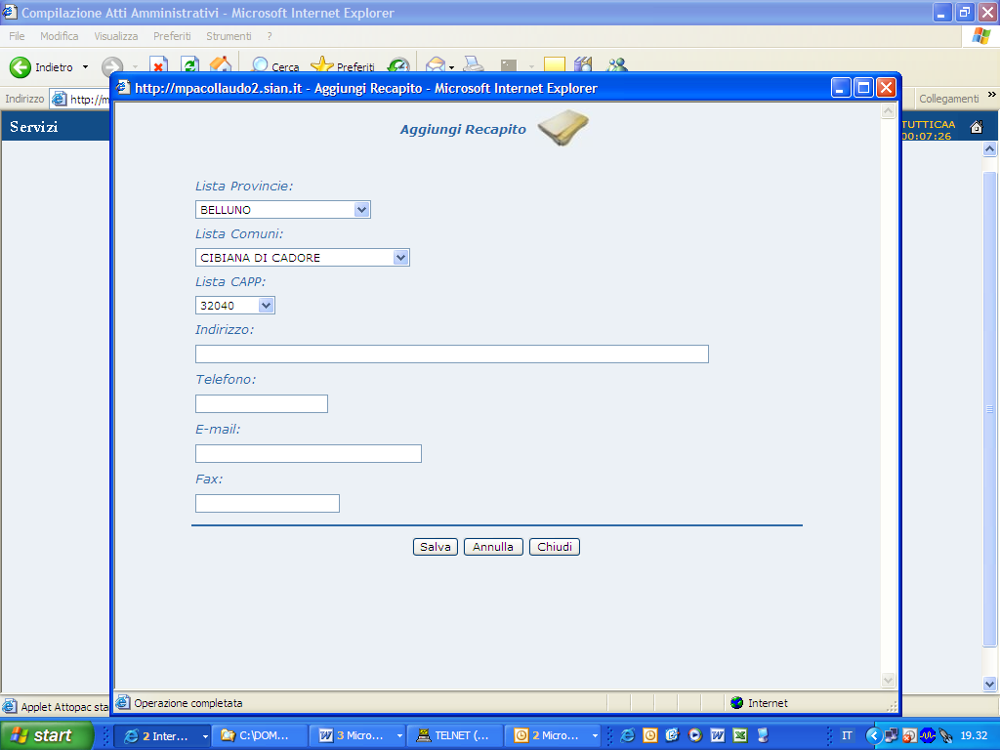 Compilazione Atti Amministrativi - Microsoft Internet Explorer
File Modifica Visualizza Preferiti Strumenti ?
Indietro Cerca Preferiti
Indirizzo http://m Collegamenti »
http://mpacollaudo2.sian.it - Aggiungi Recapito - Microsoft Internet Explorer
Servizi
TUTTICAA
00:07:26
Aggiungi Recapito
Lista Provincie:
BELLUNO
Lista Comuni:
CIBIANA DI CADORE
Lista CAPP:
32040
Indirizzo:
Telefono:
E-mail:
Fax:
Salva Annulla Chiudi
Operazione completata Internet
Applet Attopac sta
start 2 Inter... C:\DOM... 3 Micro... TELNET (... 2 Micro... IT 19.32